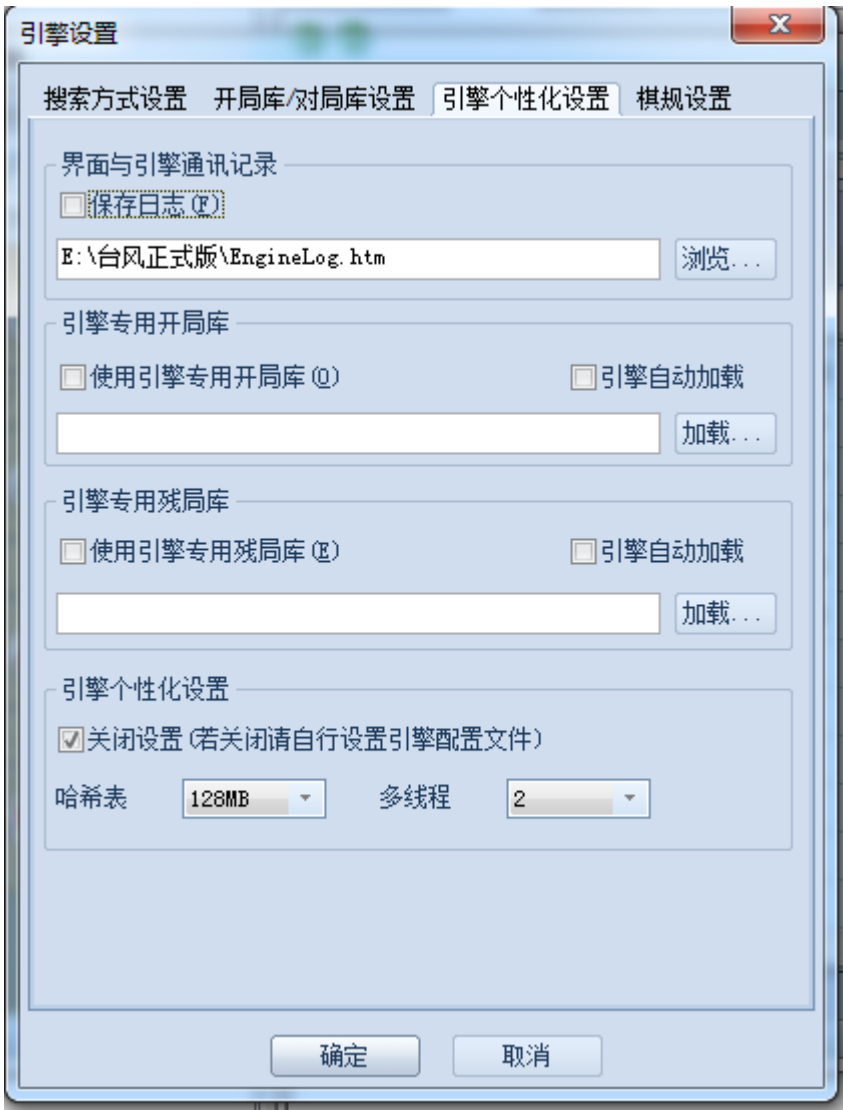 引擎设置
搜索方式设置 开局库/对局库设置 引擎个性化设置 棋规设置
界面与引擎通讯记录
保存日志(F)
E:\台风正式版\EngineLog.htm 浏览...
引擎专用开局库
使用引擎专用开局库(O) 引擎自动加载
加载...
引擎专用残局库
使用引擎专用残局库(E) 引擎自动加载
加载...
引擎个性化设置
关闭设置(若关闭请自行设置引擎配置文件)
哈希表 128MB 多线程 2
确定 取消